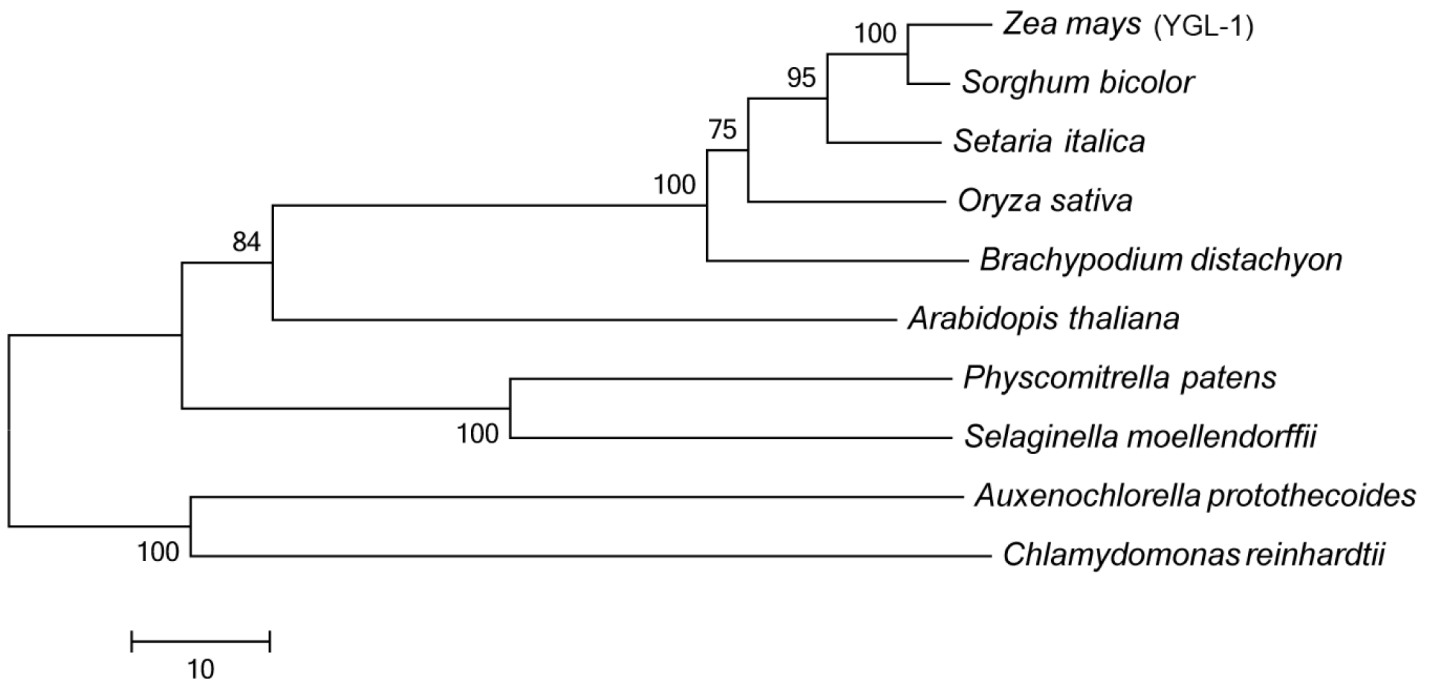 100 Zea mays (YGL-1)
95 Sorghum bicolor
75 Setaria italica
100 Oryza sativa
84 Brachypodium distachyon
Arabidopis thaliana
Physcomitrella patens
100 Selaginella moellendorffii
Auxenochlorella protothecoides
100 Chlamydomonas reinhardtii
10